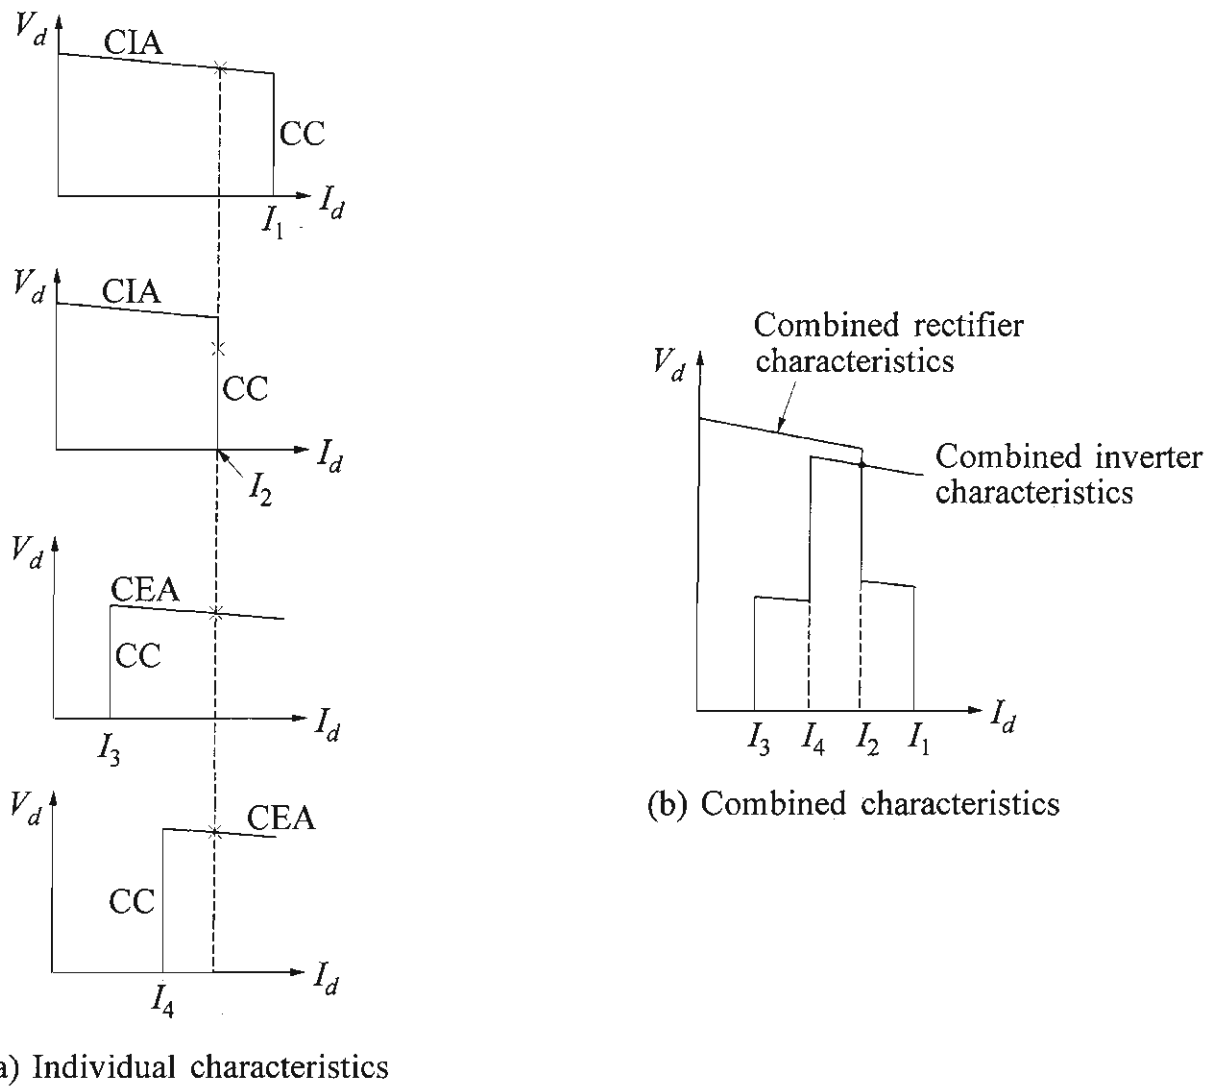 V_d
CIA
CC
I_d
I_1
V_d
CIA
CC
I_d
I_2
V_d
CEA
CC
I_d
I_3
V_d
CEA
CC
I_d
I_4
a) Individual characteristics
Combined rectifier
characteristics
V_d
Combined inverter
characteristics
I_d
I_3 I_4 I_2 I_1
(b) Combined characteristics